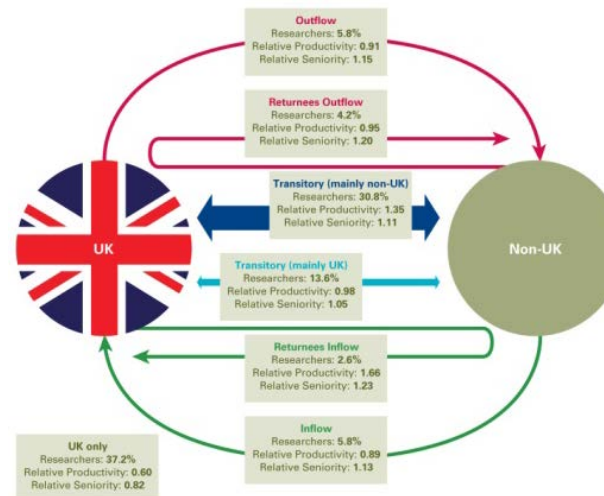 Outflow
Researchers: 5.8%
Relative Productivity: 0.91
Relative Seniority: 1.15
Returnees Outflow
Researchers: 4.2%
Relative Productivity: 0.95
Relative Seniority: 1.20
Transitory (mainly non-UK)
Researchers: 30.8%
Relative Productivity: 1.35
Relative Seniority: 1.11
UK
Non-UK
Transitory (mainly UK)
Researchers: 13.6%
Relative Productivity: 0.98
Relative Seniority: 1.05
Returnees Inflow
Researchers: 2.6%
Relative Productivity: 1.66
Relative Seniority: 1.23
Inflow
Researchers: 5.8%
Relative Productivity: 0.89
Relative Seniority: 1.13
UK only
Researchers: 37.2%
Relative Productivity: 0.60
Relative Seniority: 0.82